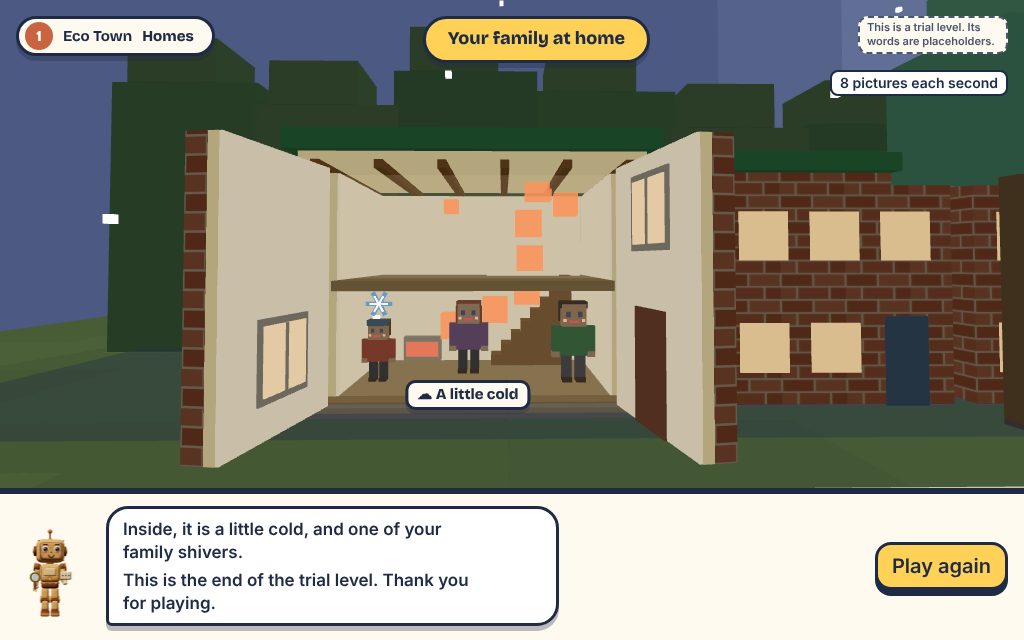 1 Eco Town Homes
Your family at home
This is a trial level. Its
words are placeholders.
8 pictures each second
☁ A little cold
Inside, it is a little cold, and one of your
family shivers.
This is the end of the trial level. Thank you
for playing.
Play again